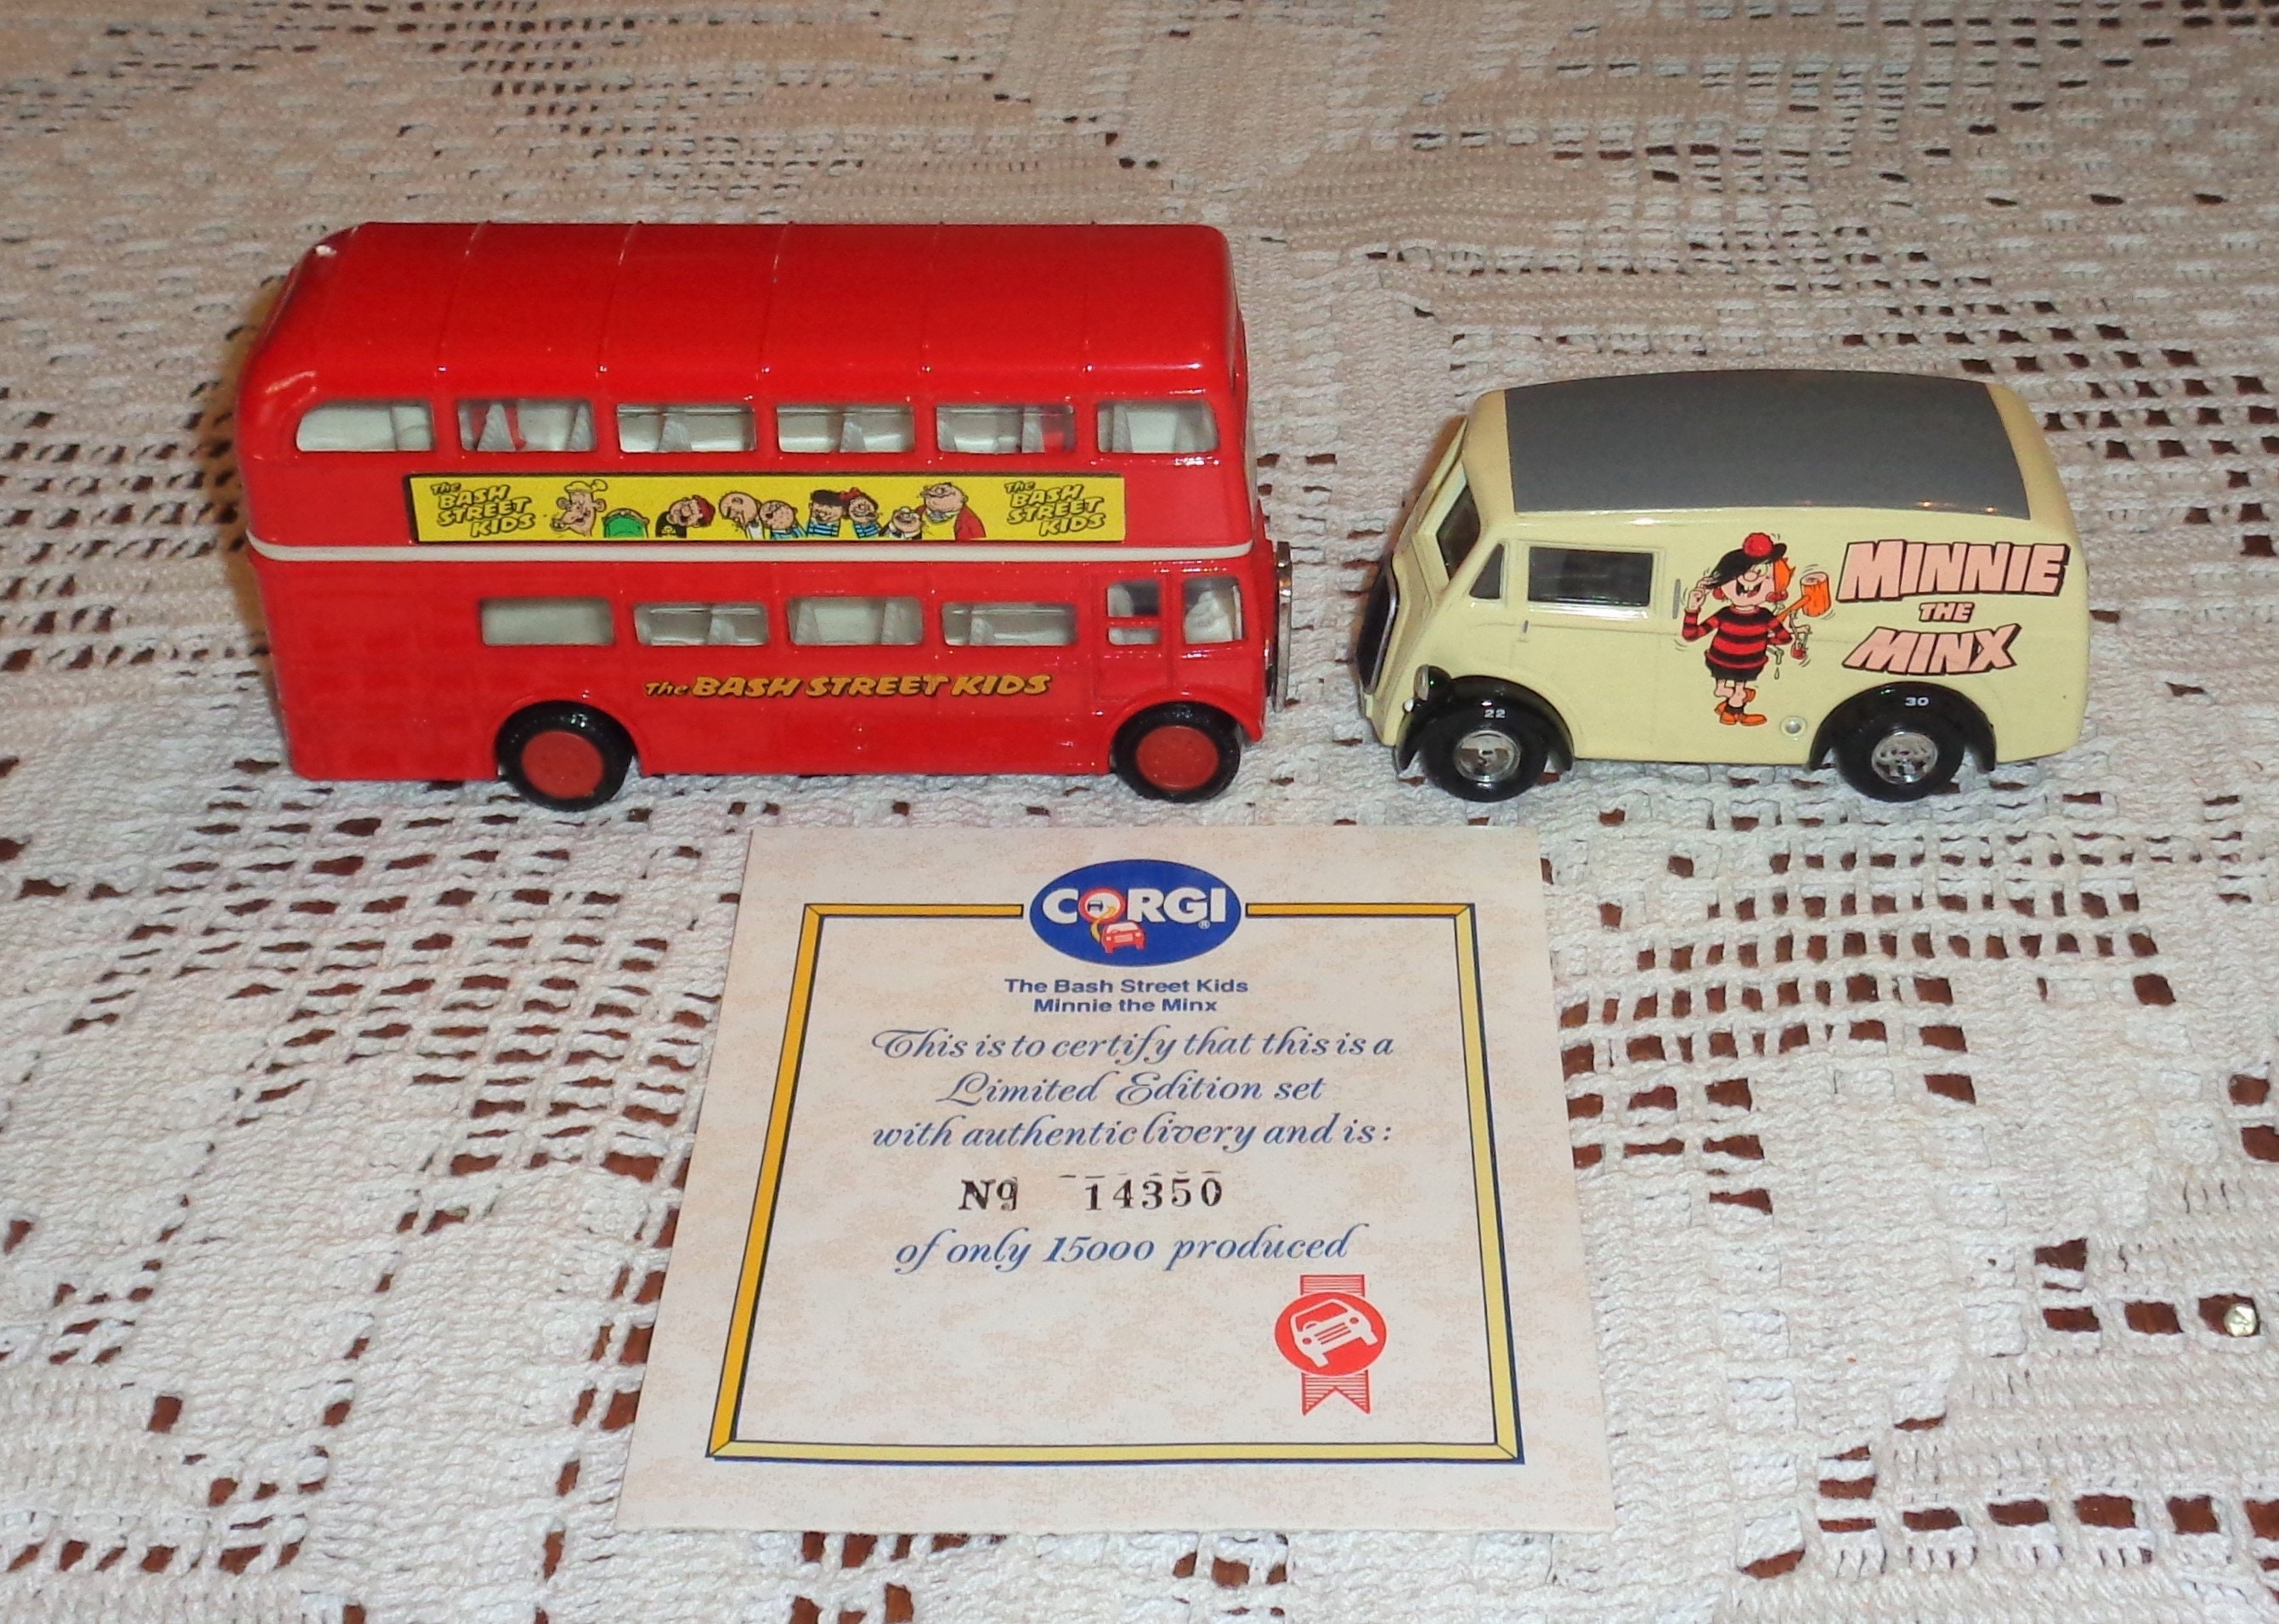 The
BASH
STREET
KIDS
The
BASH
STREET
KIDS
The BASH STREET KIDS
MINNIE
THE
MINX
22
30
CORGI®
The Bash Street Kids
Minnie the Minx
This is to certify that this is a
Limited Edition set
with authentic livery and is:
Nº 14350
of only 15000 produced